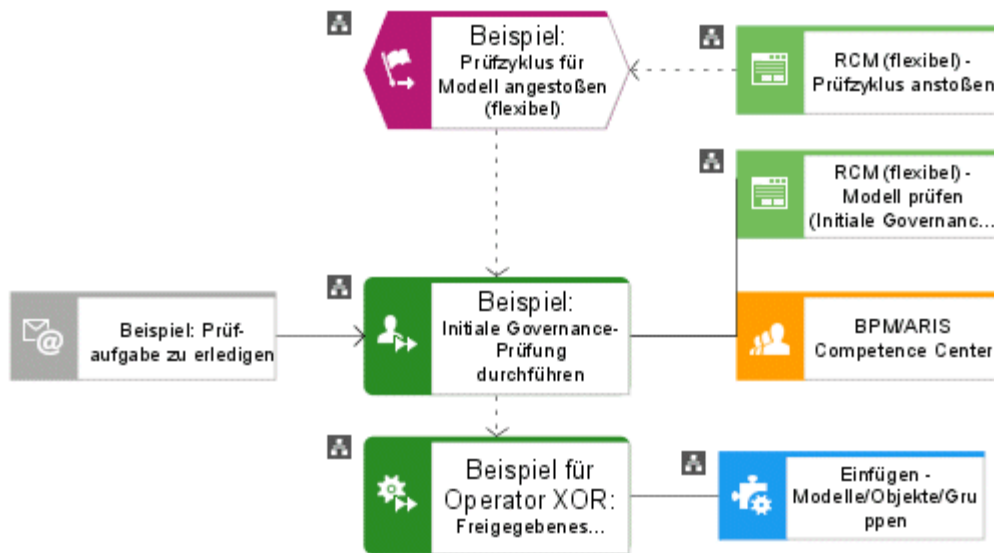 Beispiel:
Prüfzyklus für
Modell angestoßen
(flexibel)
RCM (flexibel) -
Prüfzyklus anstoßen
RCM (flexibel) -
Modell prüfen
(Initiale Governanc...
Beispiel: Prüf-
aufgabe zu erledigen
Beispiel:
Initiale Governance-
Prüfung
durchführen
BPM/ARIS
Competence Center
Beispiel für
Operator XOR:
Freigegebenes...
Einfügen -
Modelle/Objekte/Gru
ppen